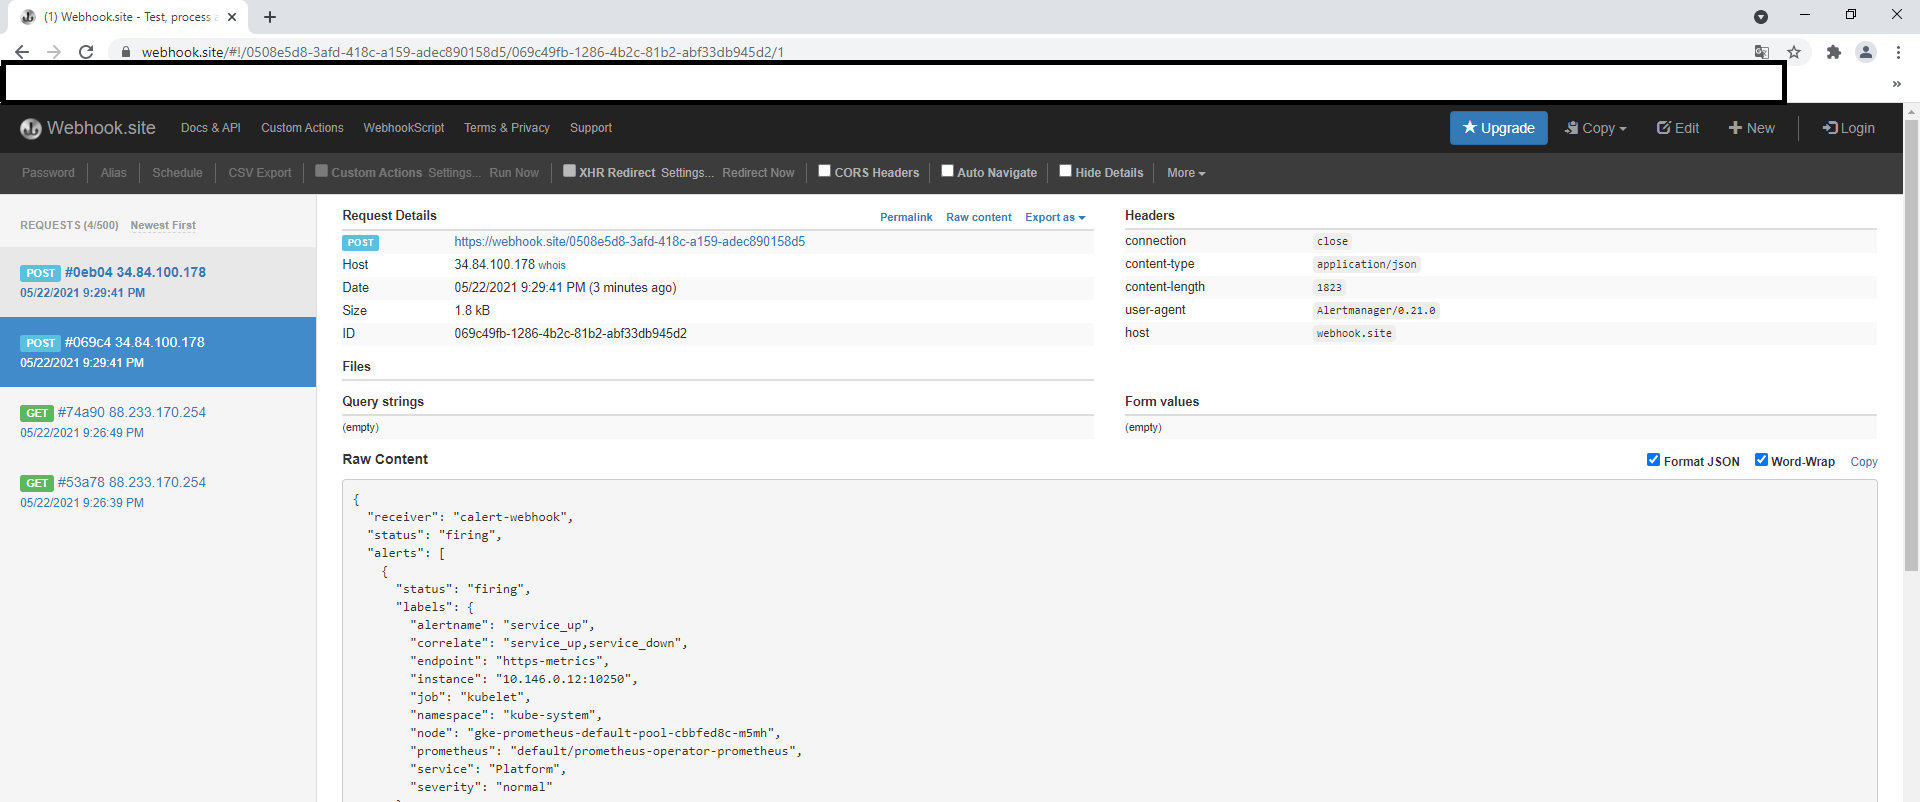 (1) Webhook.site - Test, process a
webhook.site/#!/0508e5d8-3afd-418c-a159-adec890158d5/069c49fb-1286-4b2c-81b2-abf33db945d2/1
»
Webhook.site Docs & API Custom Actions WebhookScript Terms & Privacy Support Upgrade Copy Edit New Login
Password Alias Schedule CSV Export Custom Actions Settings... Run Now XHR Redirect Settings... Redirect Now CORS Headers Auto Navigate Hide Details More
REQUESTS (4/500) Newest First
POST #0eb04 34.84.100.178
05/22/2021 9:29:41 PM
POST #069c4 34.84.100.178
05/22/2021 9:29:41 PM
GET #74a90 88.233.170.254
05/22/2021 9:26:49 PM
GET #53a78 88.233.170.254
05/22/2021 9:26:39 PM
Request Details Permalink Raw content Export as
POST https://webhook.site/0508e5d8-3afd-418c-a159-adec890158d5
Host 34.84.100.178 whois
Date 05/22/2021 9:29:41 PM (3 minutes ago)
Size 1.8 kB
ID 069c49fb-1286-4b2c-81b2-abf33db945d2
Files
Headers
connection close
content-type application/json
content-length 1823
user-agent Alertmanager/0.21.0
host webhook.site
Query strings
(empty)
Form values
(empty)
Raw Content Format JSON Word-Wrap Copy
{
"receiver": "calert-webhook",
"status": "firing",
"alerts": [
{
"status": "firing",
"labels": {
"alertname": "service_up",
"correlate": "service_up,service_down",
"endpoint": "https-metrics",
"instance": "10.146.0.12:10250",
"job": "kubelet",
"namespace": "kube-system",
"node": "gke-prometheus-default-pool-cbbfed8c-m5mh",
"prometheus": "default/prometheus-operator-prometheus",
"service": "Platform",
"severity": "normal"